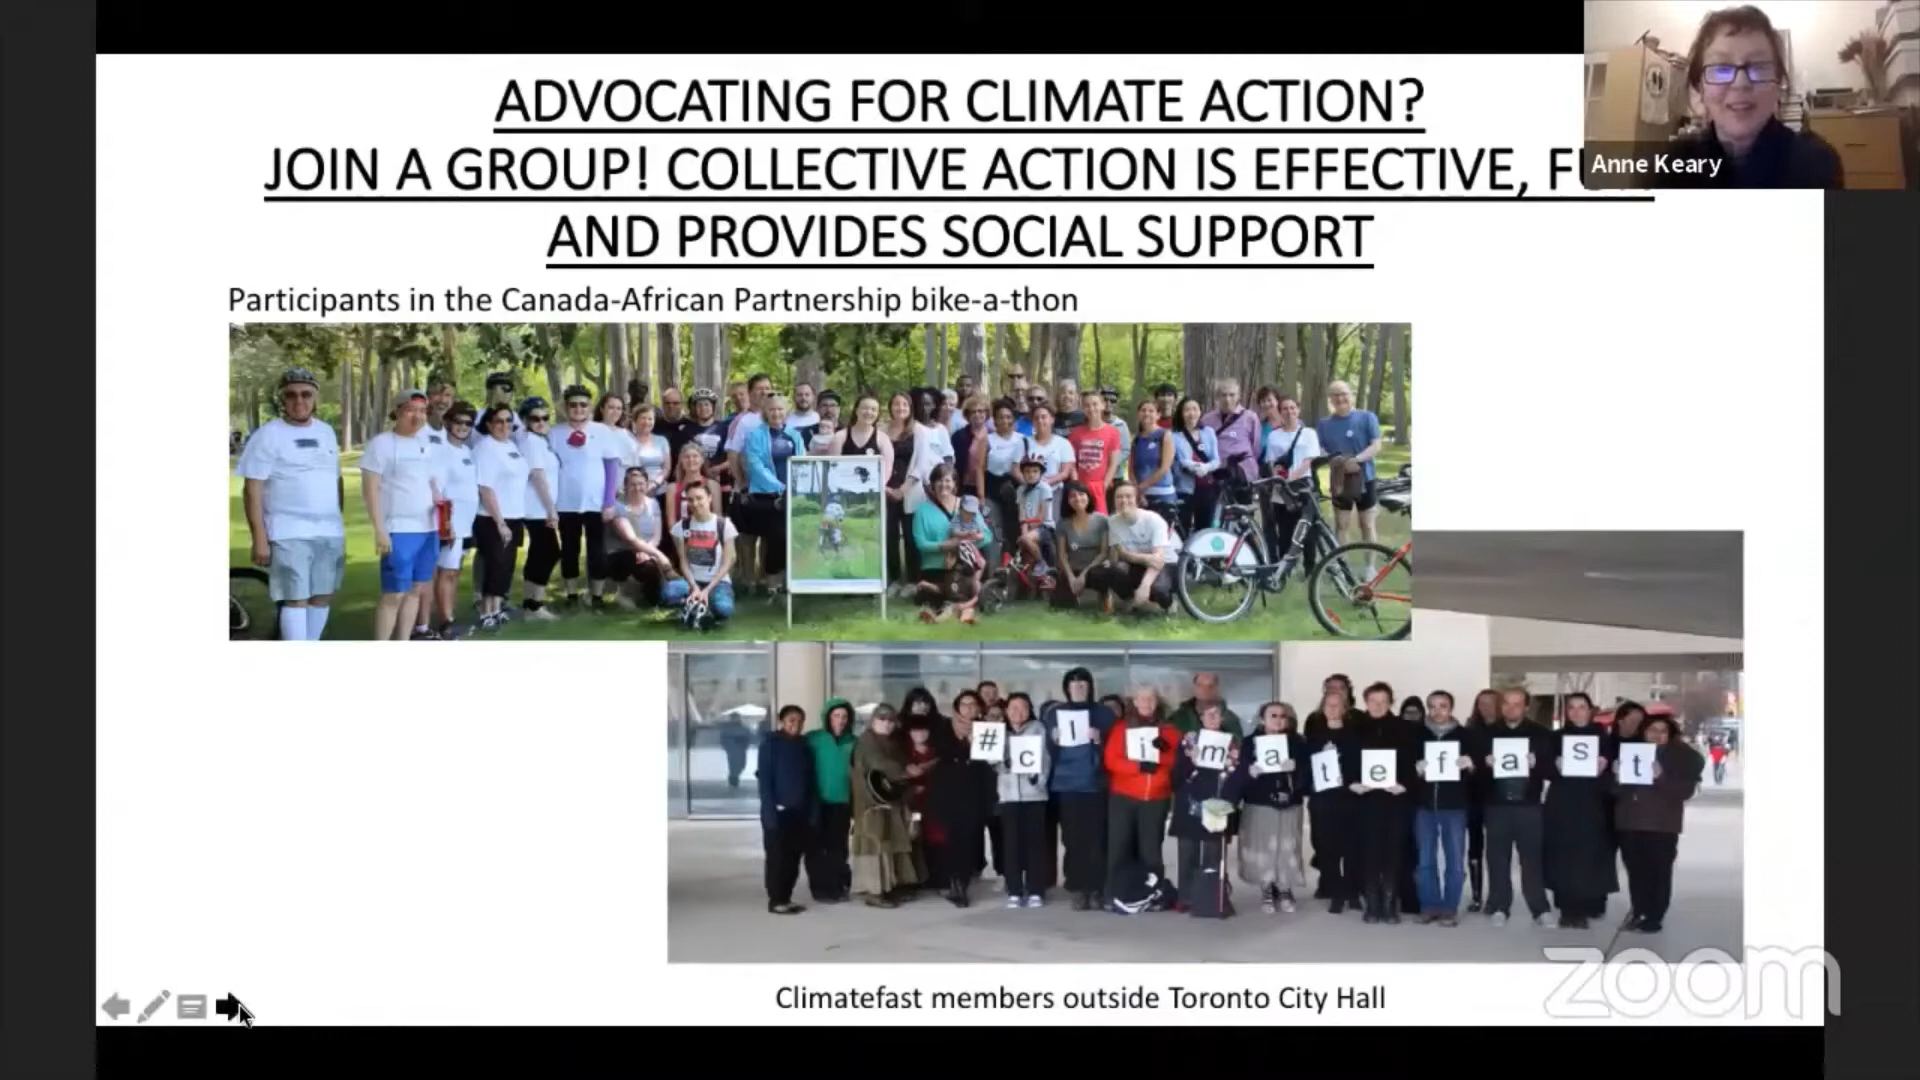 ADVOCATING FOR CLIMATE ACTION?
JOIN A GROUP! COLLECTIVE ACTION IS EFFECTIVE,
AND PROVIDES SOCIAL SUPPORT
Anne Keary
Participants in the Canada-African Partnership bike-a-thon
# c l i m a t e f a s t
Climatefast members outside Toronto City Hall
zoom